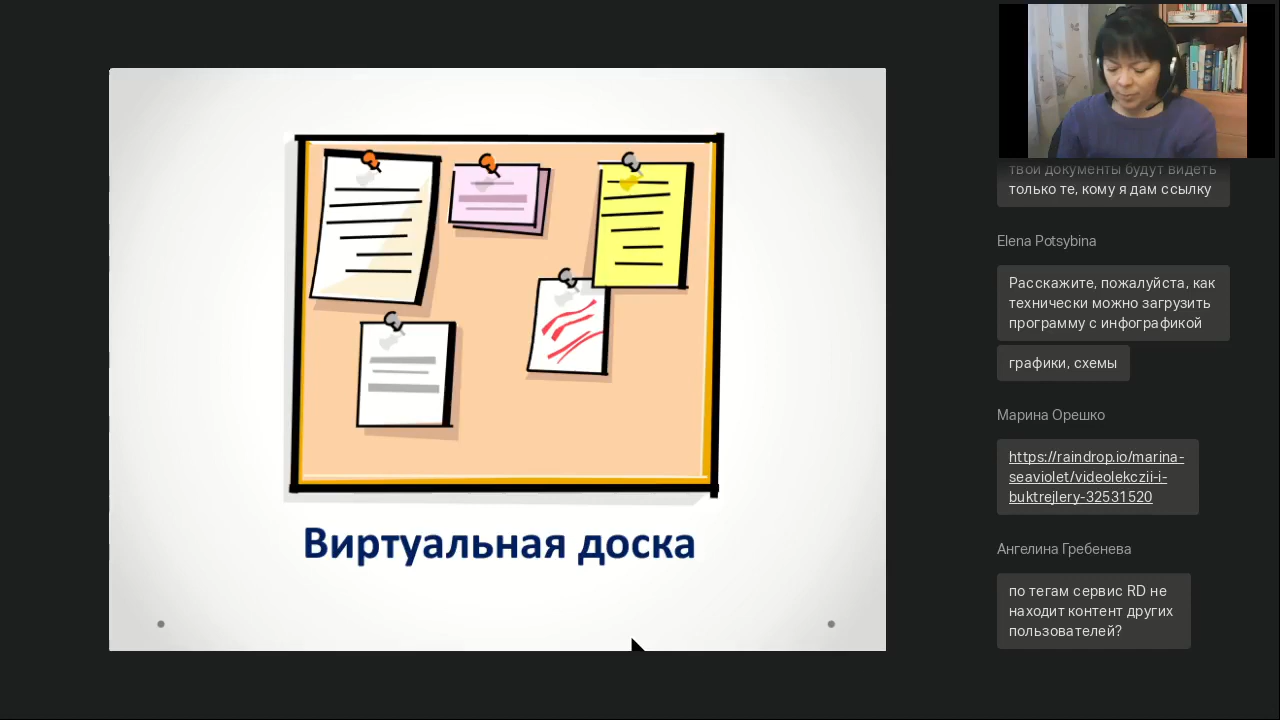 Виртуальная доска
твои документы будут видеть
только те, кому я дам ссылку
Elena Potsybina
Расскажите, пожалуйста, как
технически можно загрузить
программу с инфографикой
графики, схемы
Марина Орешко
https://raindrop.io/marina-
seaviolet/videolekczii-i-
buktrejlery-32531520
Ангелина Гребенева
по тегам сервис RD не
находит контент других
пользователей?